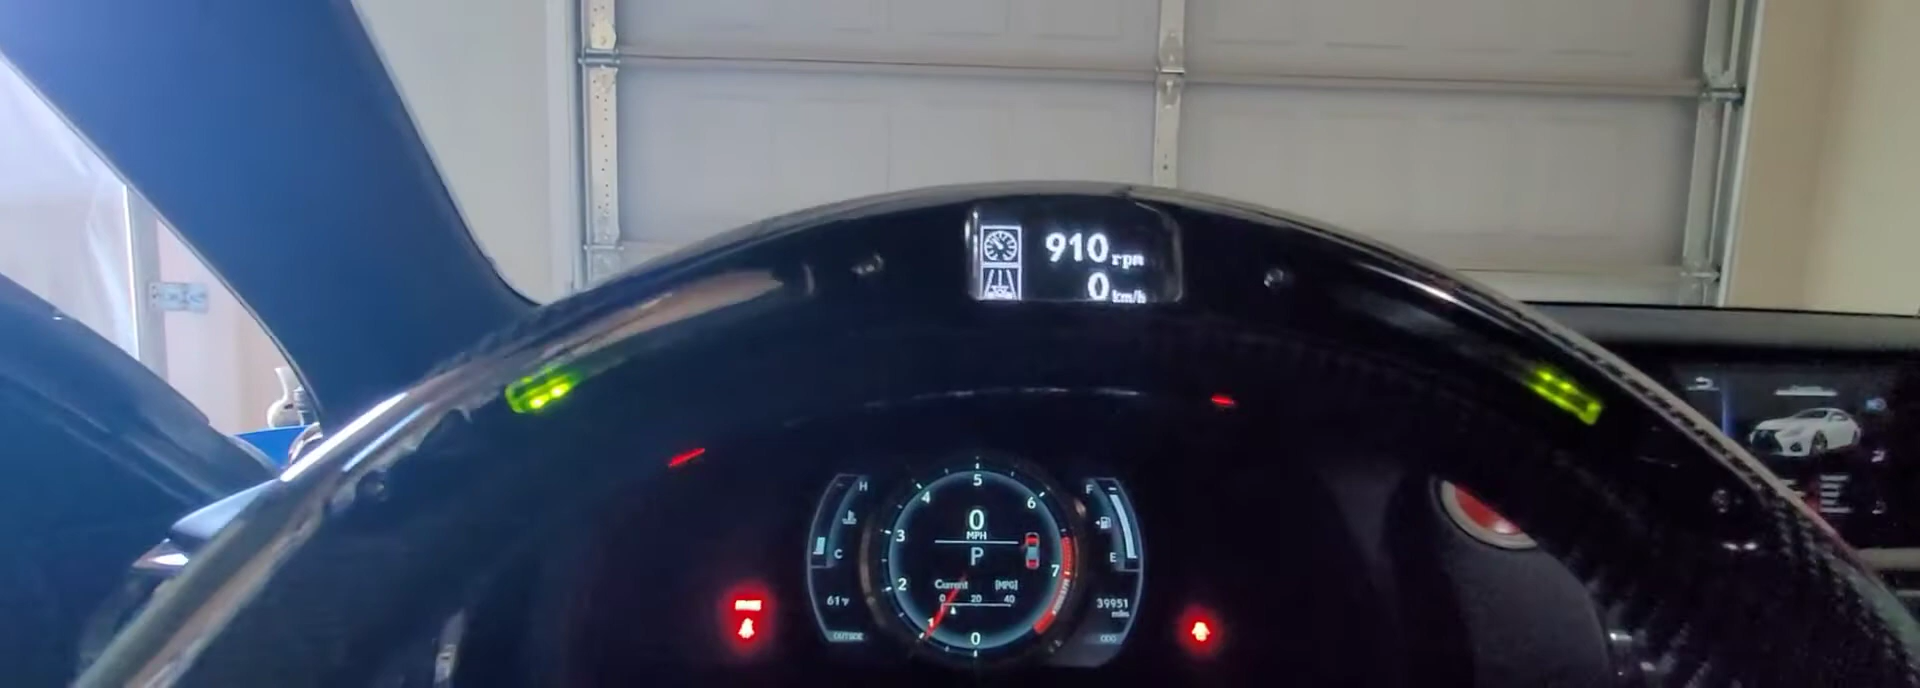 910 rpm
0 km/h
H
C
61°F
OUTSIDE
0
1
2
3
4
5
6
7
0
MPH
P
Current [MPG]
0 20 40
F
E
39951
miles
ODO